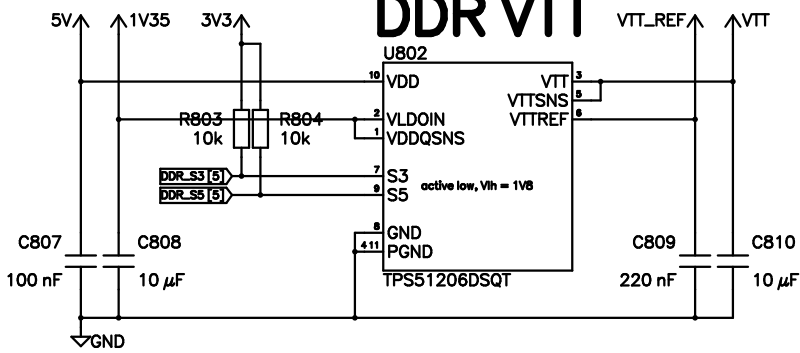 DDR VTT
5V 1V35 3V3 VTT_REF VTT
U802
10 VDD VTT 3
VTTSNS 5
R803 R804 2 VLDOIN VTTREF 6
10k 10k 1 VDDQSNS
DDR_S3 [5] 7 S3
active low, Vih = 1V8
DDR_S5 [5] 9 S5
8 GND
C807 C808 4 11 PGND C809 C810
100 nF 10 µF TPS51206DSQT 220 nF 10 µF
GND